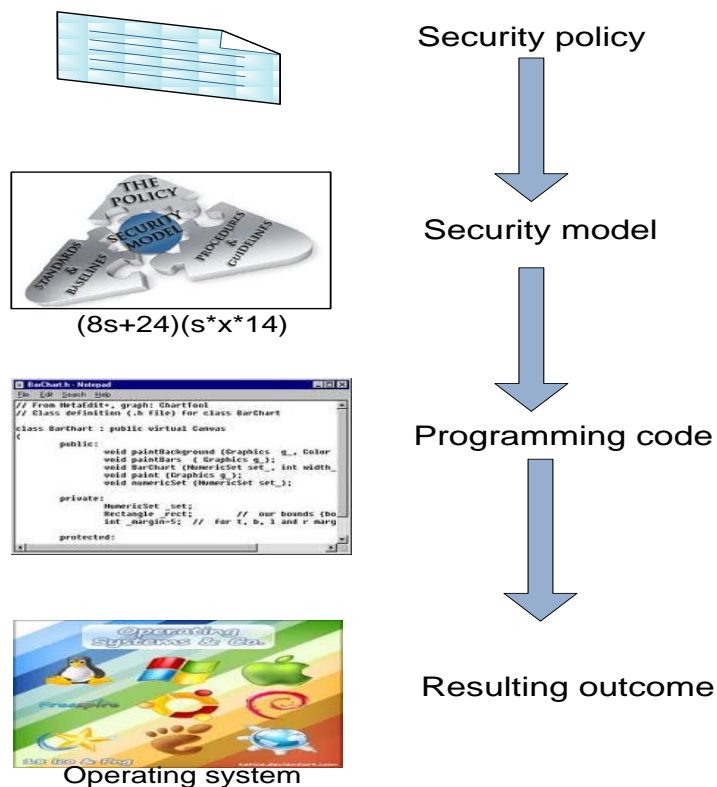 Security policy
THE
POLICY
SECURITY
MODEL
STANDARDS
&
BASELINES
PROCEDURES
&
GUIDELINES
Security model
(8s+24)(s*x*14)
BarChart.h - Notepad
File Edit Search Help
// From MetaEdit+, graph: ChartTool
// Class definition (.h file) for class BarChart
class BarChart : public virtual Canvas
{
public:
void paintBackground (Graphics g_, Color
void paintBars ( Graphics g_);
void BarChart (NumericSet set_, int width_
void paint (Graphics g_);
void numericSet (NumericSet set_);
private:
NumericSet _set;
Rectangle _rect; // our bounds (bo
int _margin=5; // for t, b, l and r marg
protected:
Programming code
Operating
Systems & Co.
Freespire
18 Ico & Png
Resulting outcome
Operating system